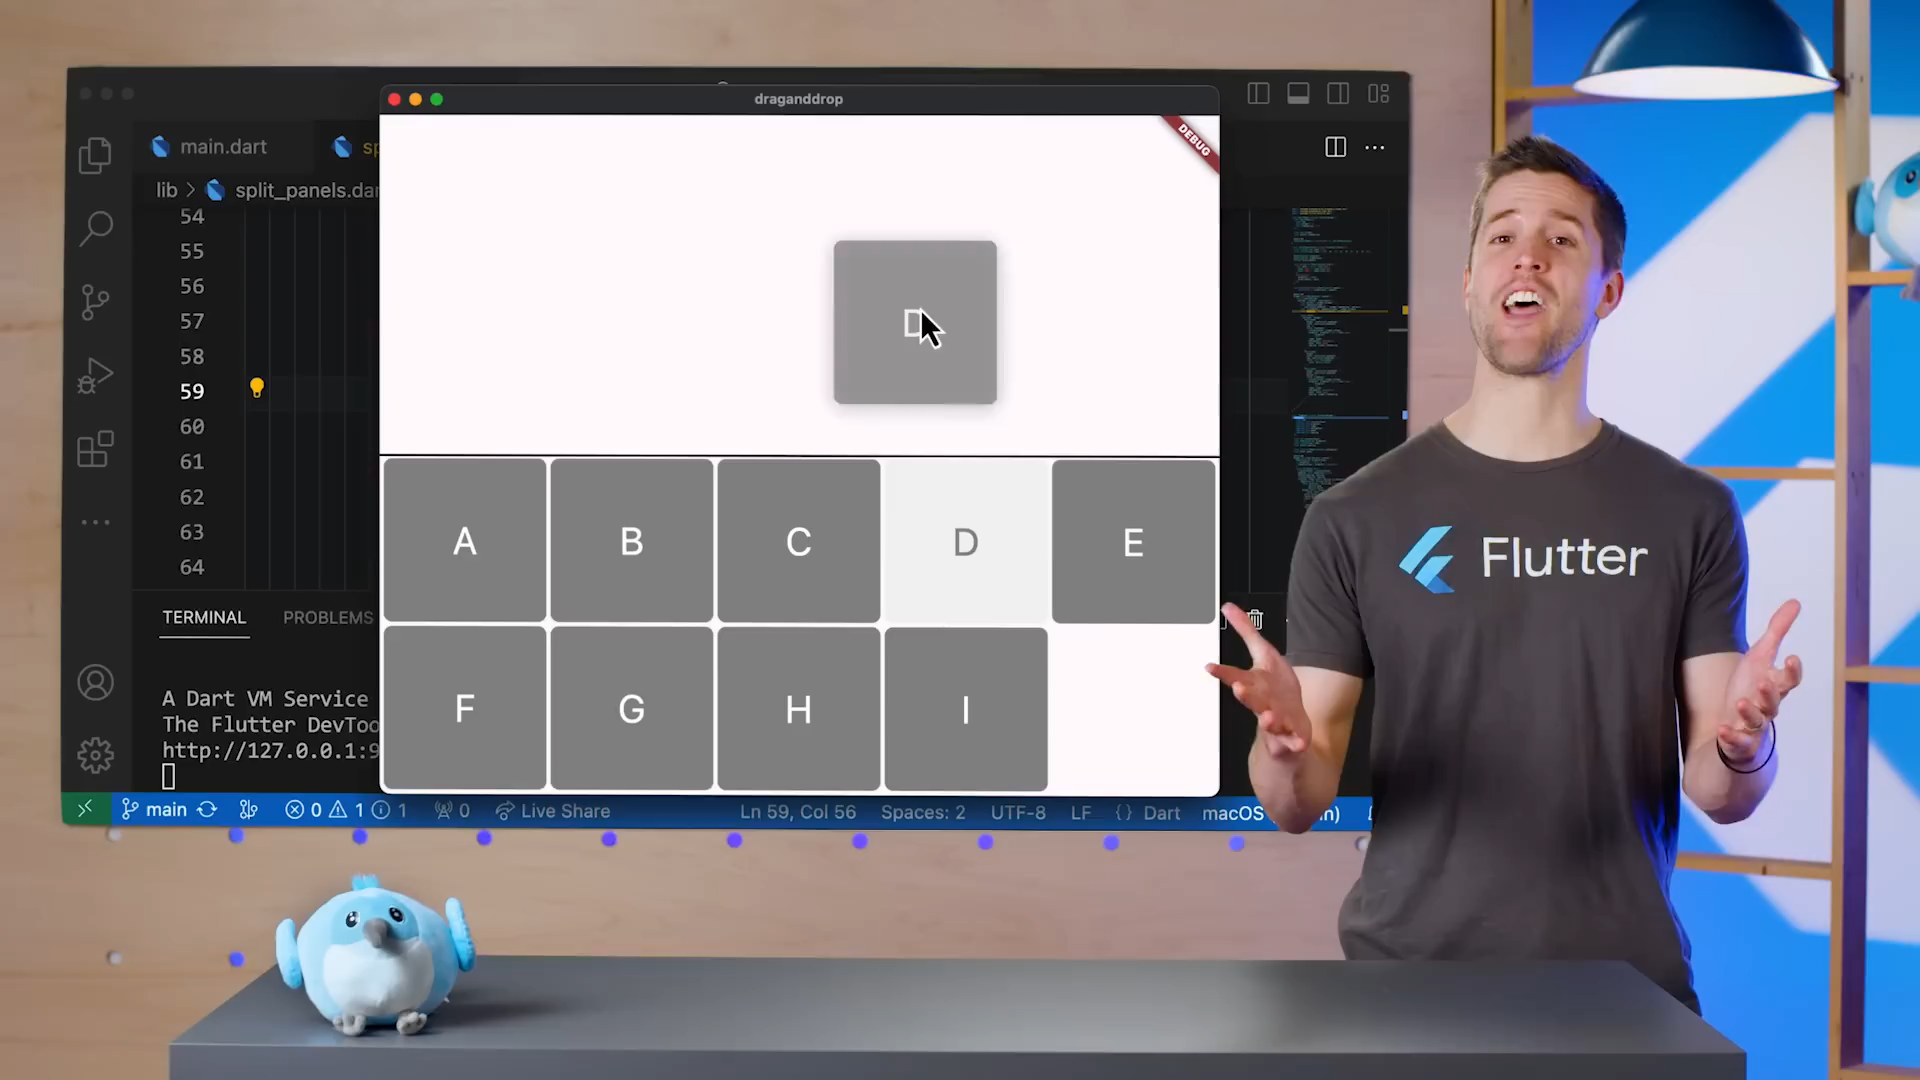 draganddrop
DEBUG
main.dart
sp
lib > split_panels.da
54
55
56
57
58
59
60
61
62
63
64
D
A
B
C
D
E
F
G
H
I
TERMINAL
PROBLEMS
A Dart VM Service
The Flutter DevToo
http://127.0.0.1:9
main
0
1
1
0
Live Share
Ln 59, Col 56
Spaces: 2
UTF-8
LF
{ } Dart
macOS
Flutter